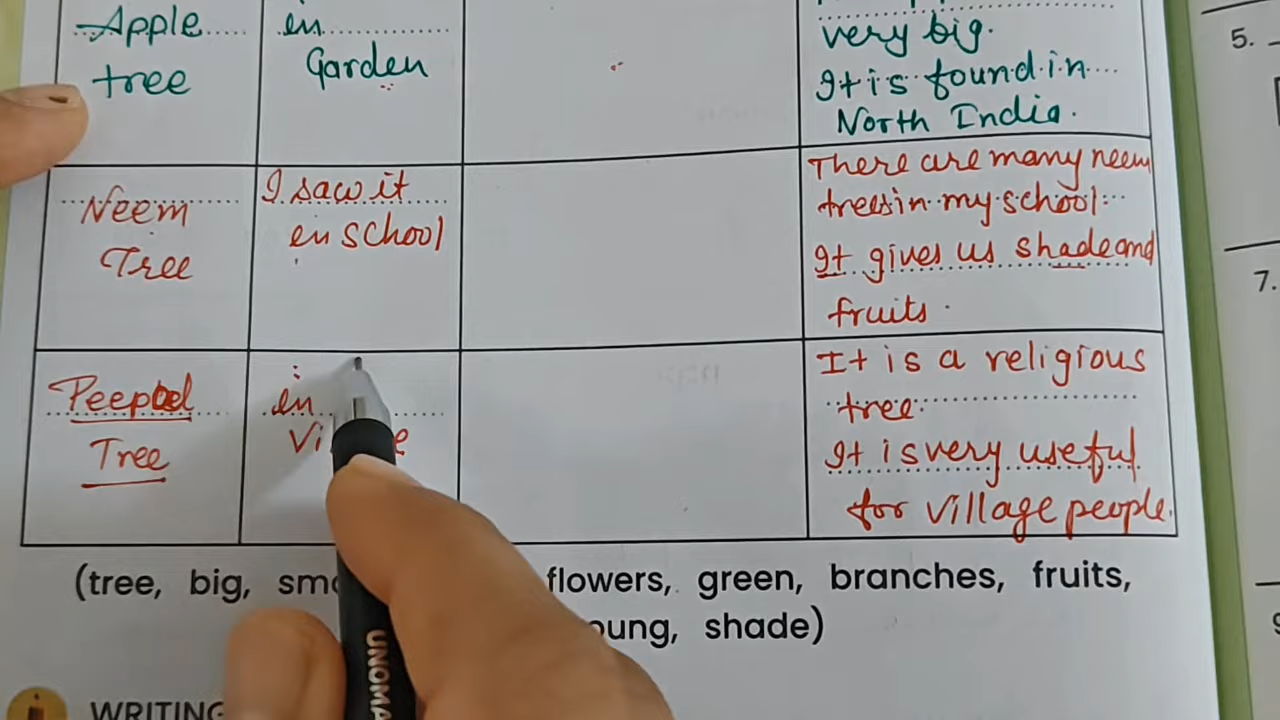 Apple
tree
in
Garden
very big.
It is found in
North India.
Neem
Tree
I saw it
in school
There are many neem
trees in my school.
It gives us shade and
fruits.
Peepal
Tree
in
It is a religious
tree.
It is very useful
for village people.
(tree, big, flowers, green, branches, fruits,
shade)
WRITING
5.
7.
UNOMA